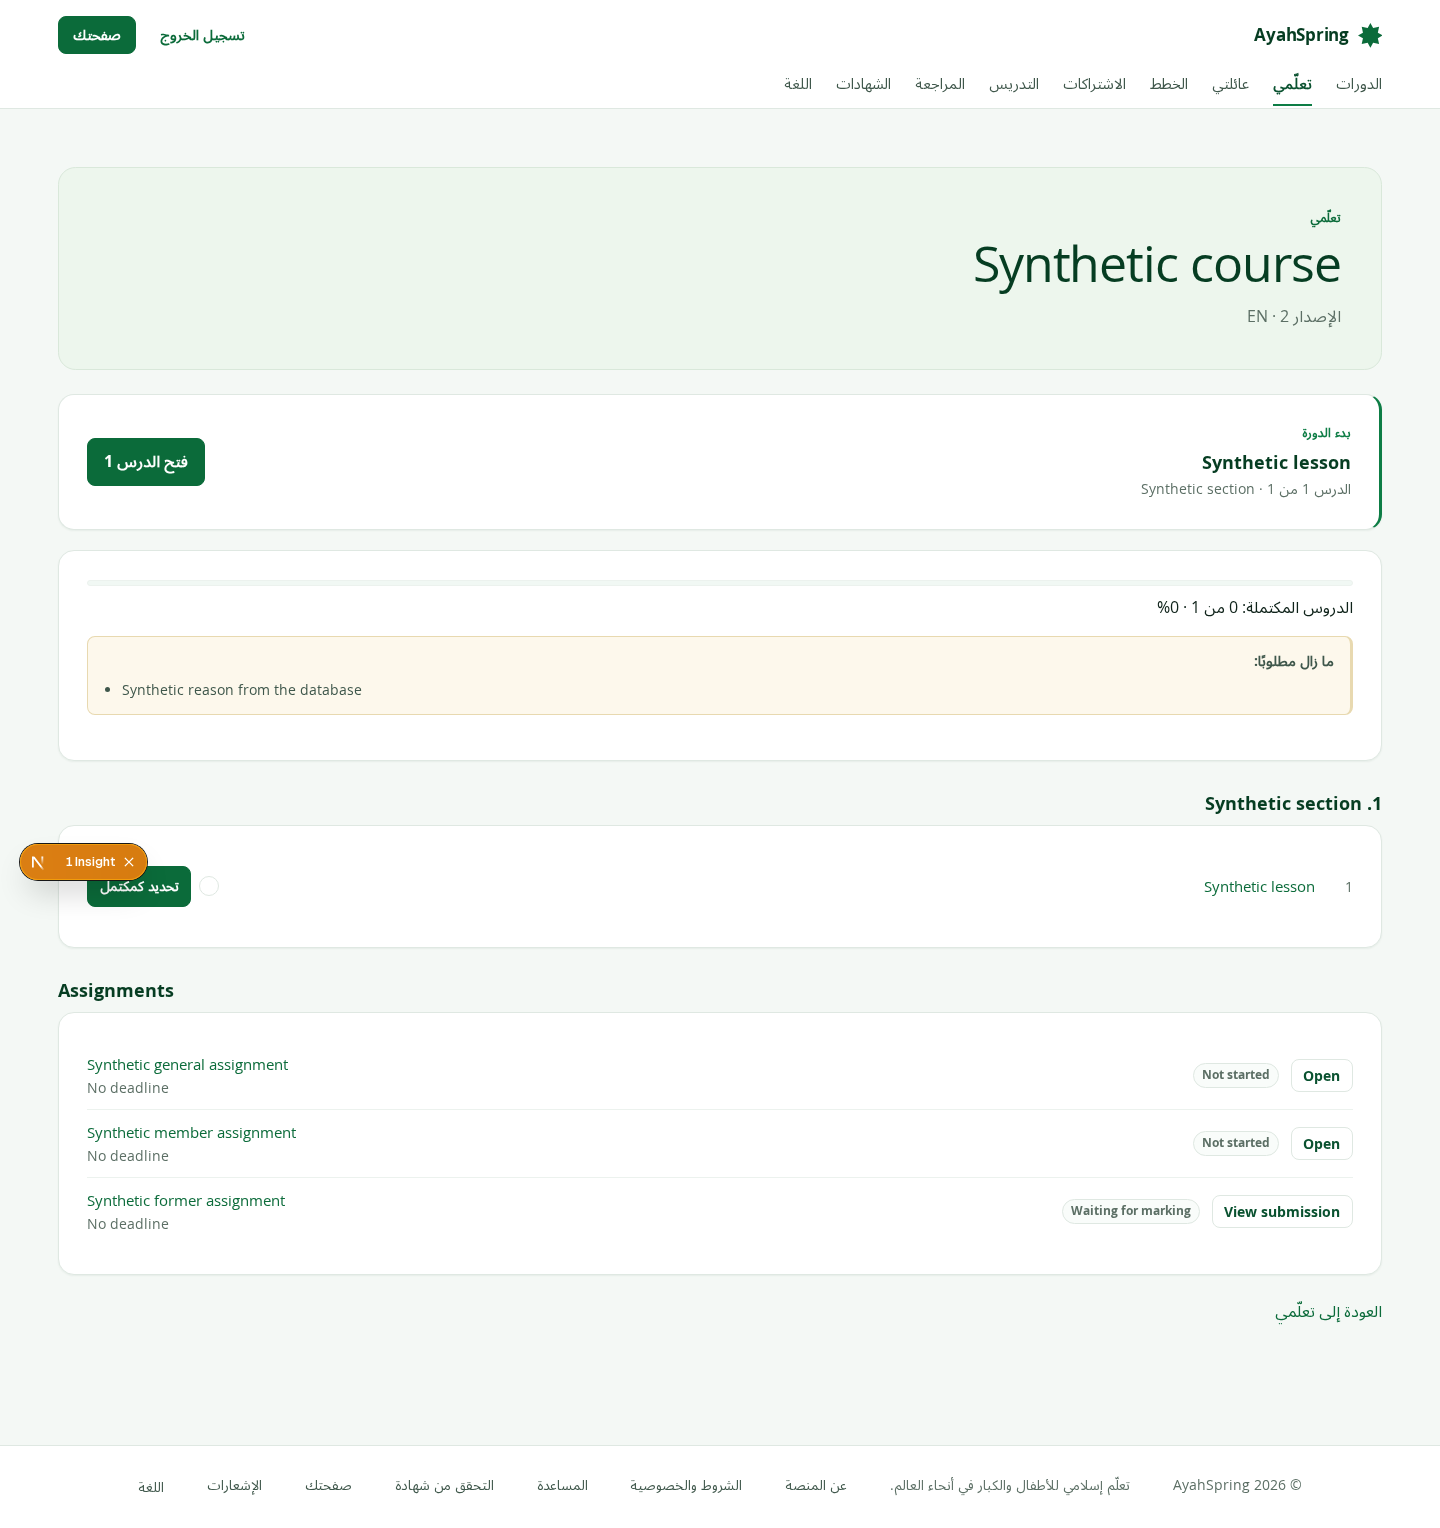 AyahSpring
تسجيل الخروج
صفحتك
الدورات
تعلّمي
عائلتي
الخطط
الاشتراكات
التدريس
المراجعة
الشهادات
اللغة
تعلّمي
Synthetic course
الإصدار 2 · EN
بدء الدورة
Synthetic lesson
الدرس 1 من 1 · Synthetic section
فتح الدرس 1
الدروس المكتملة: 0 من 1 · 0%
ما زال مطلوبًا:
Synthetic reason from the database
1. Synthetic section
1
Synthetic lesson
تحديد كمكتمل
1 Insight
Assignments
Synthetic general assignment
No deadline
Not started
Open
Synthetic member assignment
No deadline
Not started
Open
Synthetic former assignment
No deadline
Waiting for marking
View submission
العودة إلى تعلّمي
© 2026 AyahSpring
تعلّم إسلامي للأطفال والكبار في أنحاء العالم.
عن المنصة
الشروط والخصوصية
المساعدة
التحقق من شهادة
صفحتك
الإشعارات
اللغة